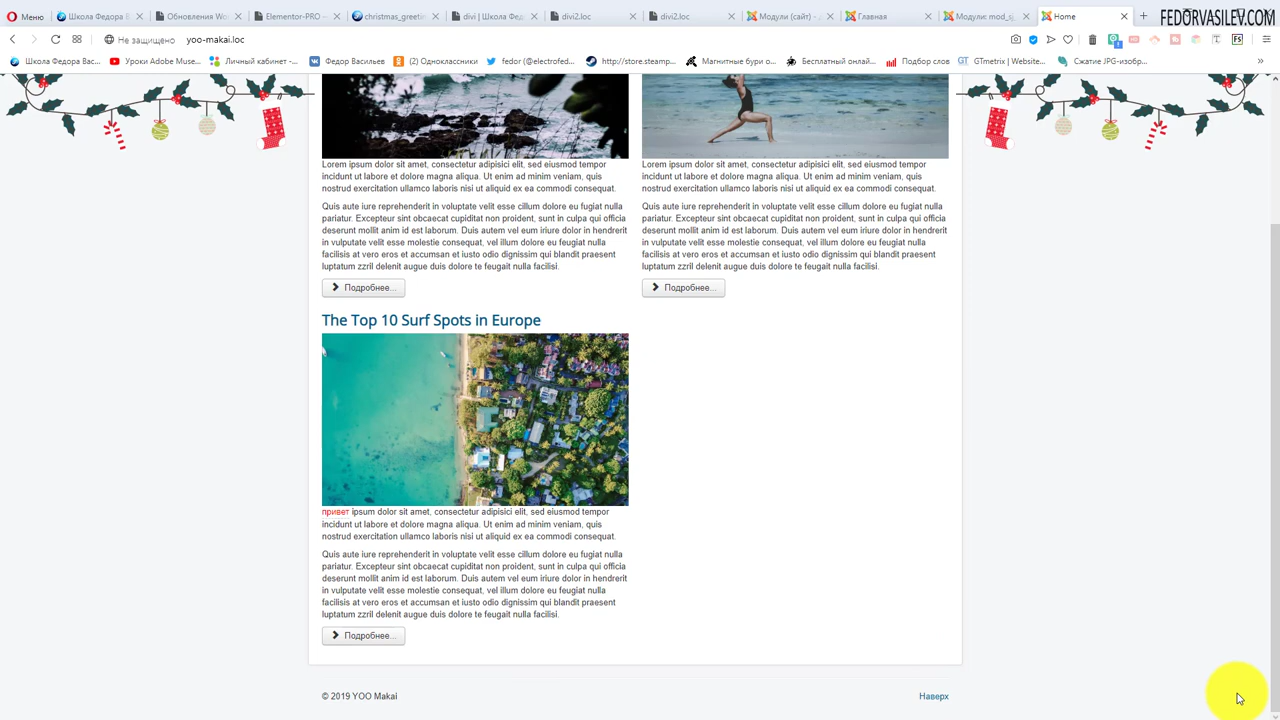 FEDORVASILEV.COM
Меню
Школа Федора В
Обновления Wo
Elementor-PRO –
christmas_greetin
divi | Школа Фед
divi2.loc
divi2.loc
Модули (сайт) -
Главная
Модули: mod_s
Home
Не защищено yoo-makai.loc
Школа Федора Вас...
Уроки Adobe Muse...
Личный кабинет -...
Федор Васильев
(2) Одноклассники
fedor (@electrofed...
http://store.steamp...
Магнитные бури о...
Бесплатный онлай...
Подбор слов
GTmetrix | Website...
Сжатие JPG-изобр...
Lorem ipsum dolor sit amet, consectetur adipisici elit, sed eiusmod tempor
incidunt ut labore et dolore magna aliqua. Ut enim ad minim veniam, quis
nostrud exercitation ullamco laboris nisi ut aliquid ex ea commodi consequat.
Quis aute iure reprehenderit in voluptate velit esse cillum dolore eu fugiat nulla
pariatur. Excepteur sint obcaecat cupiditat non proident, sunt in culpa qui officia
deserunt mollit anim id est laborum. Duis autem vel eum iriure dolor in hendrerit
in vulputate velit esse molestie consequat, vel illum dolore eu feugiat nulla
facilisis at vero eros et accumsan et iusto odio dignissim qui blandit praesent
luptatum zzril delenit augue duis dolore te feugait nulla facilisi.
Подробнее...
Lorem ipsum dolor sit amet, consectetur adipisici elit, sed eiusmod tempor
incidunt ut labore et dolore magna aliqua. Ut enim ad minim veniam, quis
nostrud exercitation ullamco laboris nisi ut aliquid ex ea commodi consequat.
Quis aute iure reprehenderit in voluptate velit esse cillum dolore eu fugiat nulla
pariatur. Excepteur sint obcaecat cupiditat non proident, sunt in culpa qui officia
deserunt mollit anim id est laborum. Duis autem vel eum iriure dolor in hendrerit
in vulputate velit esse molestie consequat, vel illum dolore eu feugiat nulla
facilisis at vero eros et accumsan et iusto odio dignissim qui blandit praesent
luptatum zzril delenit augue duis dolore te feugait nulla facilisi.
Подробнее...
The Top 10 Surf Spots in Europe
привет ipsum dolor sit amet, consectetur adipisici elit, sed eiusmod tempor
incidunt ut labore et dolore magna aliqua. Ut enim ad minim veniam, quis
nostrud exercitation ullamco laboris nisi ut aliquid ex ea commodi consequat.
Quis aute iure reprehenderit in voluptate velit esse cillum dolore eu fugiat nulla
pariatur. Excepteur sint obcaecat cupiditat non proident, sunt in culpa qui officia
deserunt mollit anim id est laborum. Duis autem vel eum iriure dolor in hendrerit
in vulputate velit esse molestie consequat, vel illum dolore eu feugiat nulla
facilisis at vero eros et accumsan et iusto odio dignissim qui blandit praesent
luptatum zzril delenit augue duis dolore te feugait nulla facilisi.
Подробнее...
© 2019 YOO Makai
Наверх